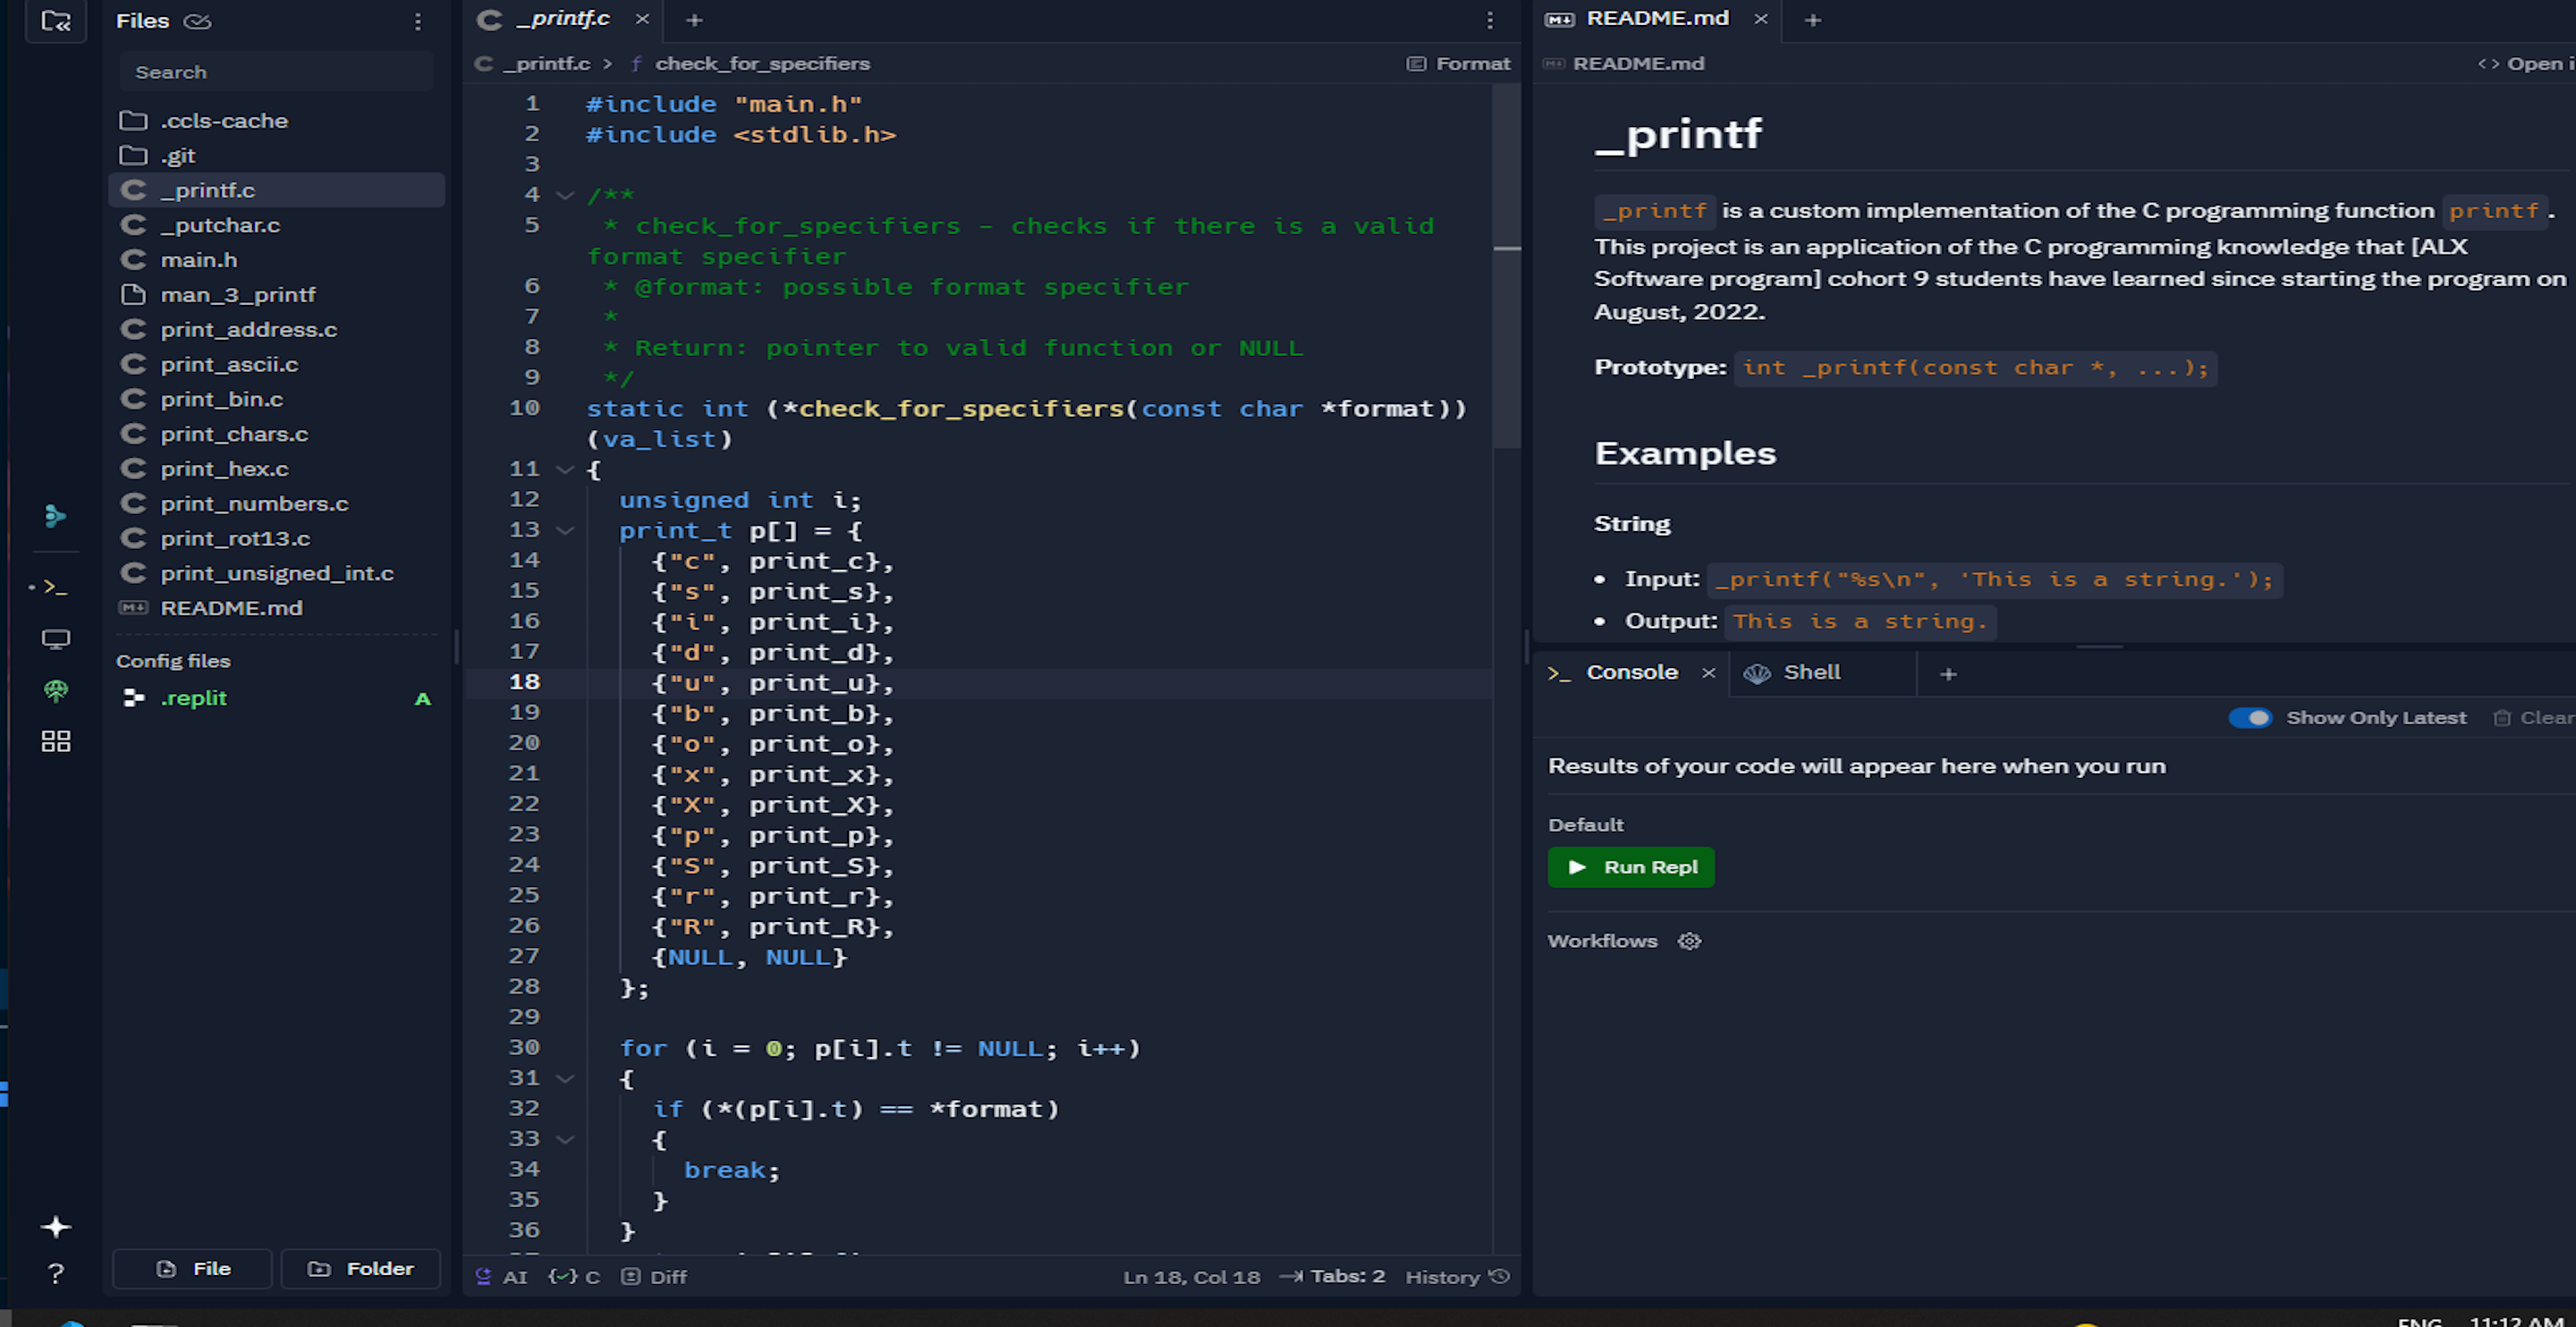 Files
Search
.ccls-cache
.git
_printf.c
_putchar.c
main.h
man_3_printf
print_address.c
print_ascii.c
print_bin.c
print_chars.c
print_hex.c
print_numbers.c
print_rot13.c
print_unsigned_int.c
README.md
Config files
.replit A
File Folder
_printf.c
_printf.c > f check_for_specifiers Format
1 #include "main.h"
2 #include <stdlib.h>
3
4 /**
5 * check_for_specifiers - checks if there is a valid
format specifier
6 * @format: possible format specifier
7 *
8 * Return: pointer to valid function or NULL
9 */
10 static int (*check_for_specifiers(const char *format))
(va_list)
11 {
12 unsigned int i;
13 print_t p[] = {
14 {"c", print_c},
15 {"s", print_s},
16 {"i", print_i},
17 {"d", print_d},
18 {"u", print_u},
19 {"b", print_b},
20 {"o", print_o},
21 {"x", print_x},
22 {"X", print_X},
23 {"p", print_p},
24 {"S", print_S},
25 {"r", print_r},
26 {"R", print_R},
27 {NULL, NULL}
28 };
29
30 for (i = 0; p[i].t != NULL; i++)
31 {
32 if (*(p[i].t) == *format)
33 {
34 break;
35 }
36 }
AI {} C Diff Ln 18, Col 18 Tabs: 2 History
README.md
README.md <> Open i
_printf
_printf is a custom implementation of the C programming function printf .
This project is an application of the C programming knowledge that [ALX
Software program] cohort 9 students have learned since starting the program on
August, 2022.
Prototype: int _printf(const char *, ...);
Examples
String
• Input: _printf("%s\n", 'This is a string.');
• Output: This is a string.
>_ Console Shell
Show Only Latest Clear
Results of your code will appear here when you run
Default
Run Repl
Workflows
ENG 11:12 AM